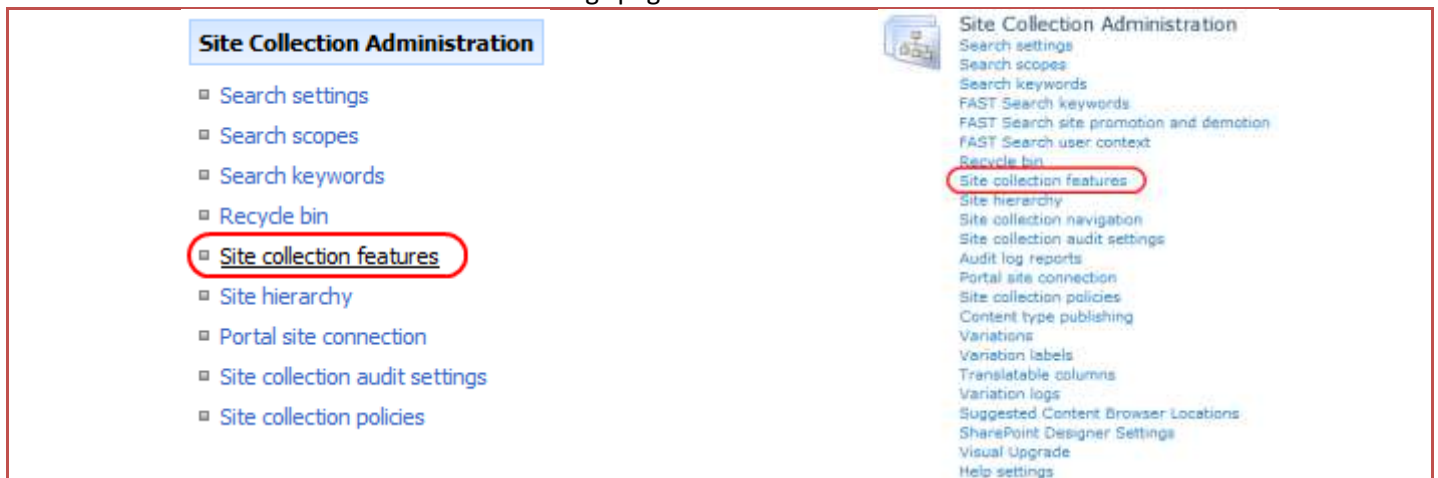 Site Collection Administration
Search settings
Search scopes
Search keywords
Recycle bin
Site collection features
Site hierarchy
Portal site connection
Site collection audit settings
Site collection policies
Site Collection Administration
Search settings
Search scopes
Search keywords
FAST Search keywords
FAST Search site promotion and demotion
FAST Search user context
Recycle bin
Site collection features
Site hierarchy
Site collection navigation
Site collection audit settings
Audit log reports
Portal site connection
Site collection policies
Content type publishing
Variations
Variation labels
Translatable columns
Variation logs
Suggested Content Browser Locations
SharePoint Designer Settings
Visual Upgrade
Help settings